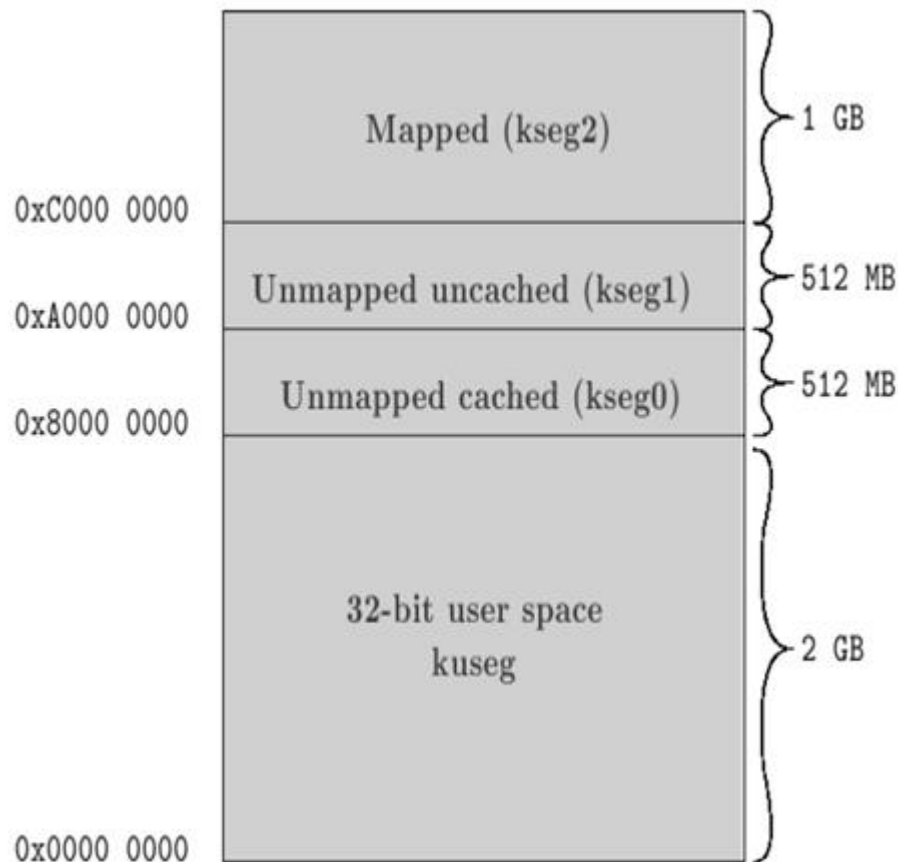 Mapped (kseg2)
1 GB
0xC000 0000
Unmapped uncached (kseg1)
512 MB
0xA000 0000
Unmapped cached (kseg0)
512 MB
0x8000 0000
32-bit user space
kuseg
2 GB
0x0000 0000